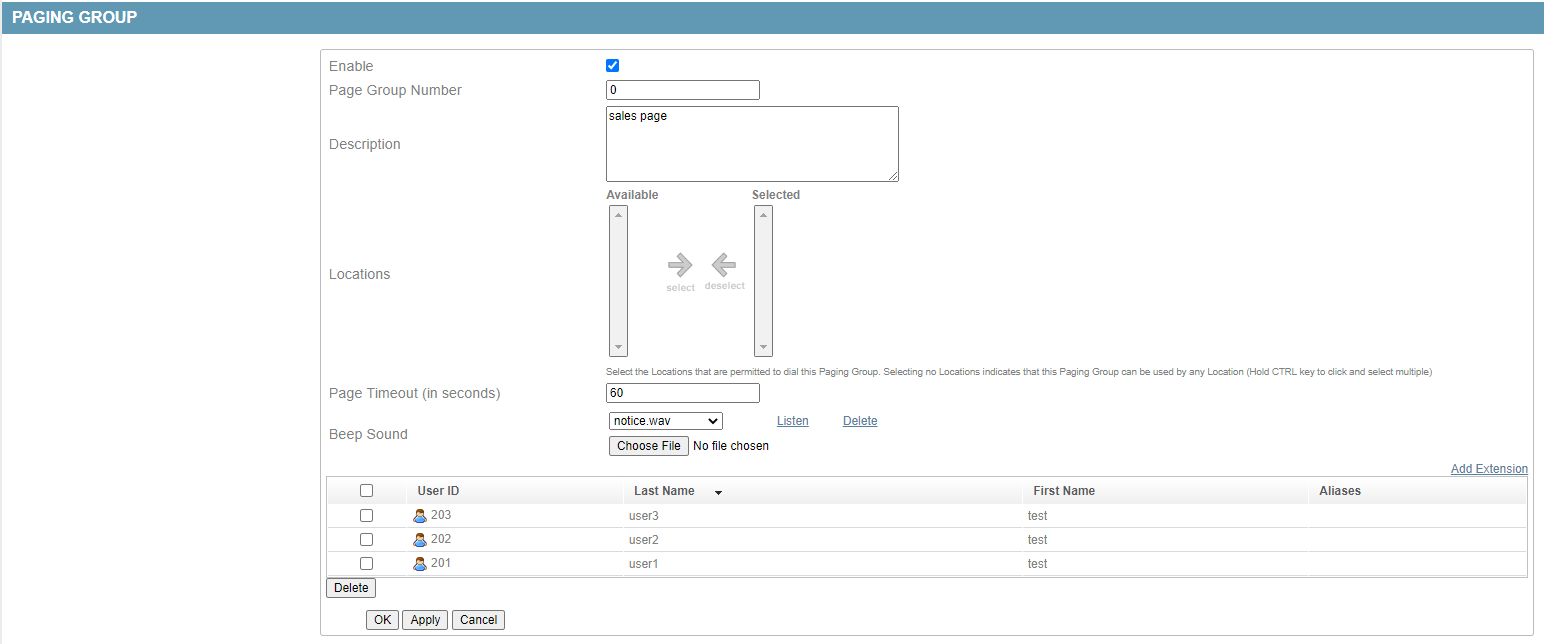 PAGING GROUP
Enable
Page Group Number 0
Description sales page
Available Selected
Locations
select deselect
Select the Locations that are permitted to dial this Paging Group. Selecting no Locations indicates that this Paging Group can be used by any Location (Hold CTRL key to click and select multiple)
Page Timeout (in seconds) 60
Beep Sound
notice.wav Listen Delete
Choose File No file chosen
Add Extension
User ID Last Name First Name Aliases
203 user3 test
202 user2 test
201 user1 test
Delete
OK Apply Cancel